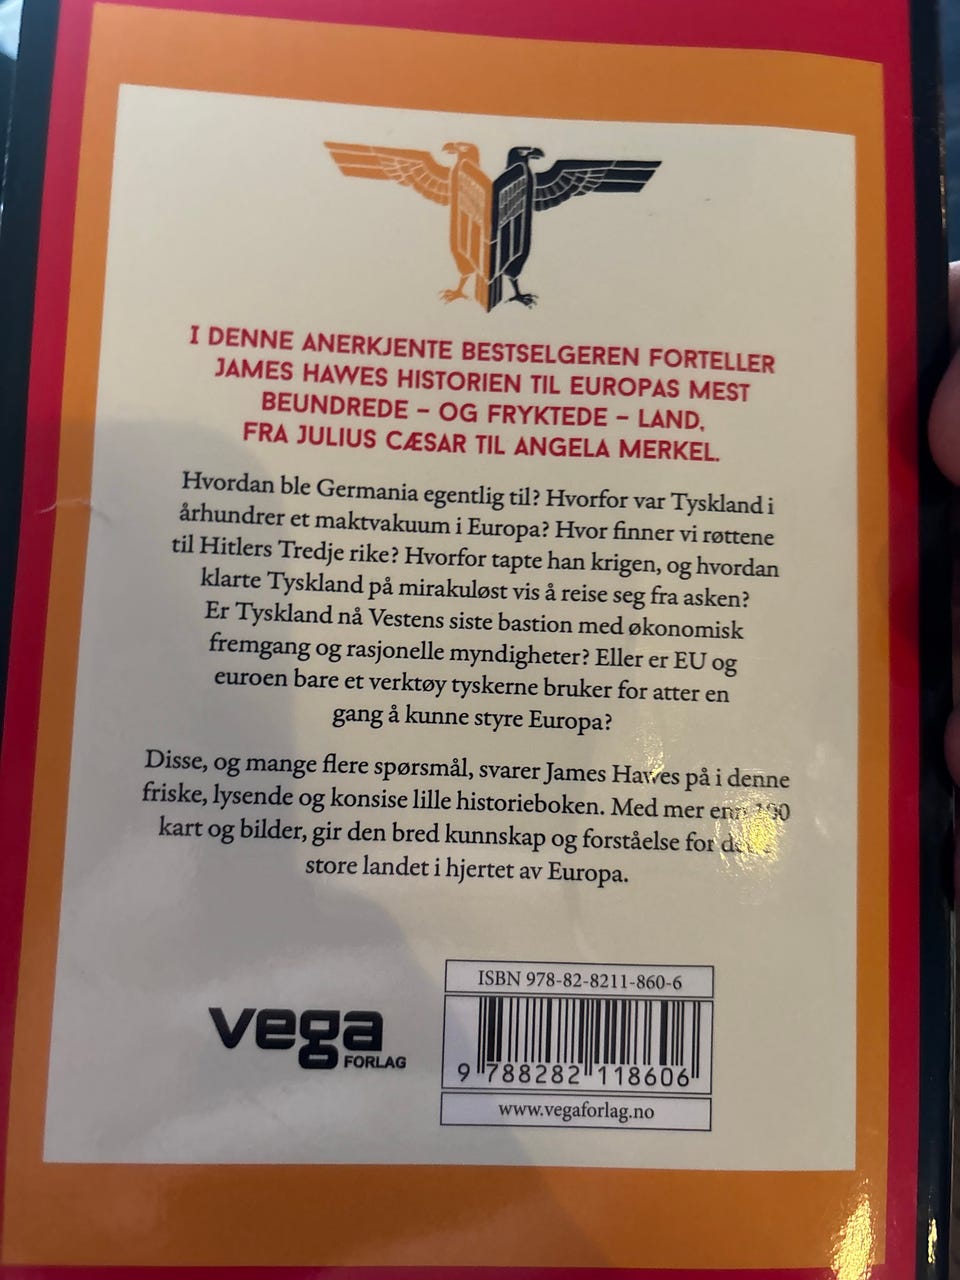 I DENNE ANERKJENTE BESTSELGEREN FORTELLER
JAMES HAWES HISTORIEN TIL EUROPAS MEST
BEUNDREDE – OG FRYKTEDE – LAND,
FRA JULIUS CÆSAR TIL ANGELA MERKEL.
Hvordan ble Germania egentlig til? Hvorfor var Tyskland i
århundrer et maktvakuum i Europa? Hvor finner vi røttene
til Hitlers Tredje rike? Hvorfor tapte han krigen, og hvordan
klarte Tyskland på mirakuløst vis å reise seg fra asken?
Er Tyskland nå Vestens siste bastion med økonomisk
fremgang og rasjonelle myndigheter? Eller er EU og
euroen bare et verktøy tyskerne bruker for atter en
gang å kunne styre Europa?
Disse, og mange flere spørsmål, svarer James Hawes på i denne
friske, lysende og konsise lille historieboken. Med mer enn 100
kart og bilder, gir den bred kunnskap og forståelse for
store landet i hjertet av Europa.
ISBN 978-82-8211-860-6
vega
FORLAG
9 788282 118606
www.vegaforlag.no